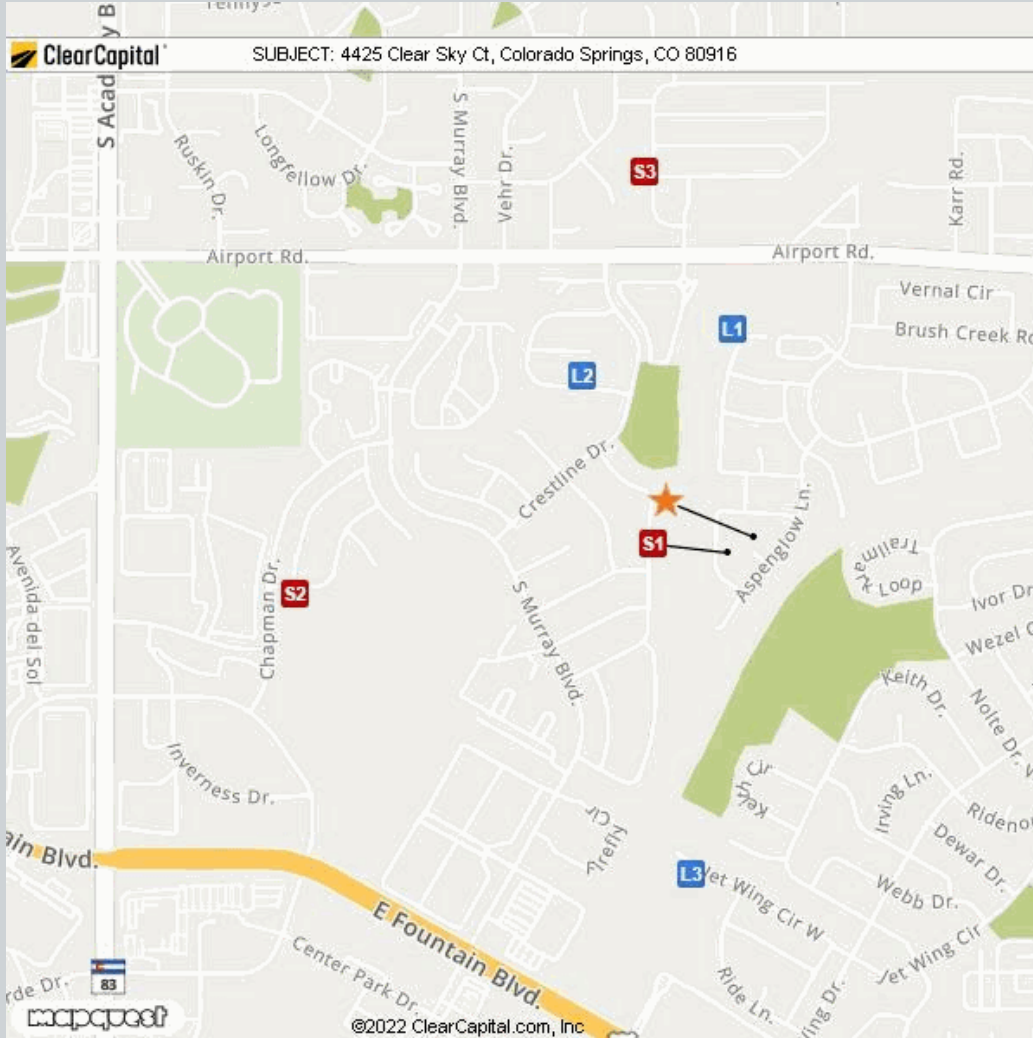 ClearCapital
SUBJECT: 4425 Clear Sky Ct, Colorado Springs, CO 80916
S Murray Blvd.
Vehr Dr.
Longfellow Dr.
Ruskin Dr.
S3
Karr Rd.
Airport Rd.
Airport Rd.
Vernal Cir
Brush Creek
L1
L2
Crestline Dr.
S1
Aspenglow Ln.
Loop
Ivor Dr
Wezel
Avenida del Sol
Chapman Dr.
S2
S Murray Blvd.
Keith Dr.
Nolte Dr.
Keith Cir
Inverness Dr.
Irving Ln.
Firefly Cir
Dewar Dr.
Blvd.
L3
Jet Wing Cir W
Webb Dr.
E Fountain Blvd.
Jet Wing Cir
Center Park Dr.
Ride Ln.
Dr.
83
mapquest
©2022 ClearCapital.com, Inc